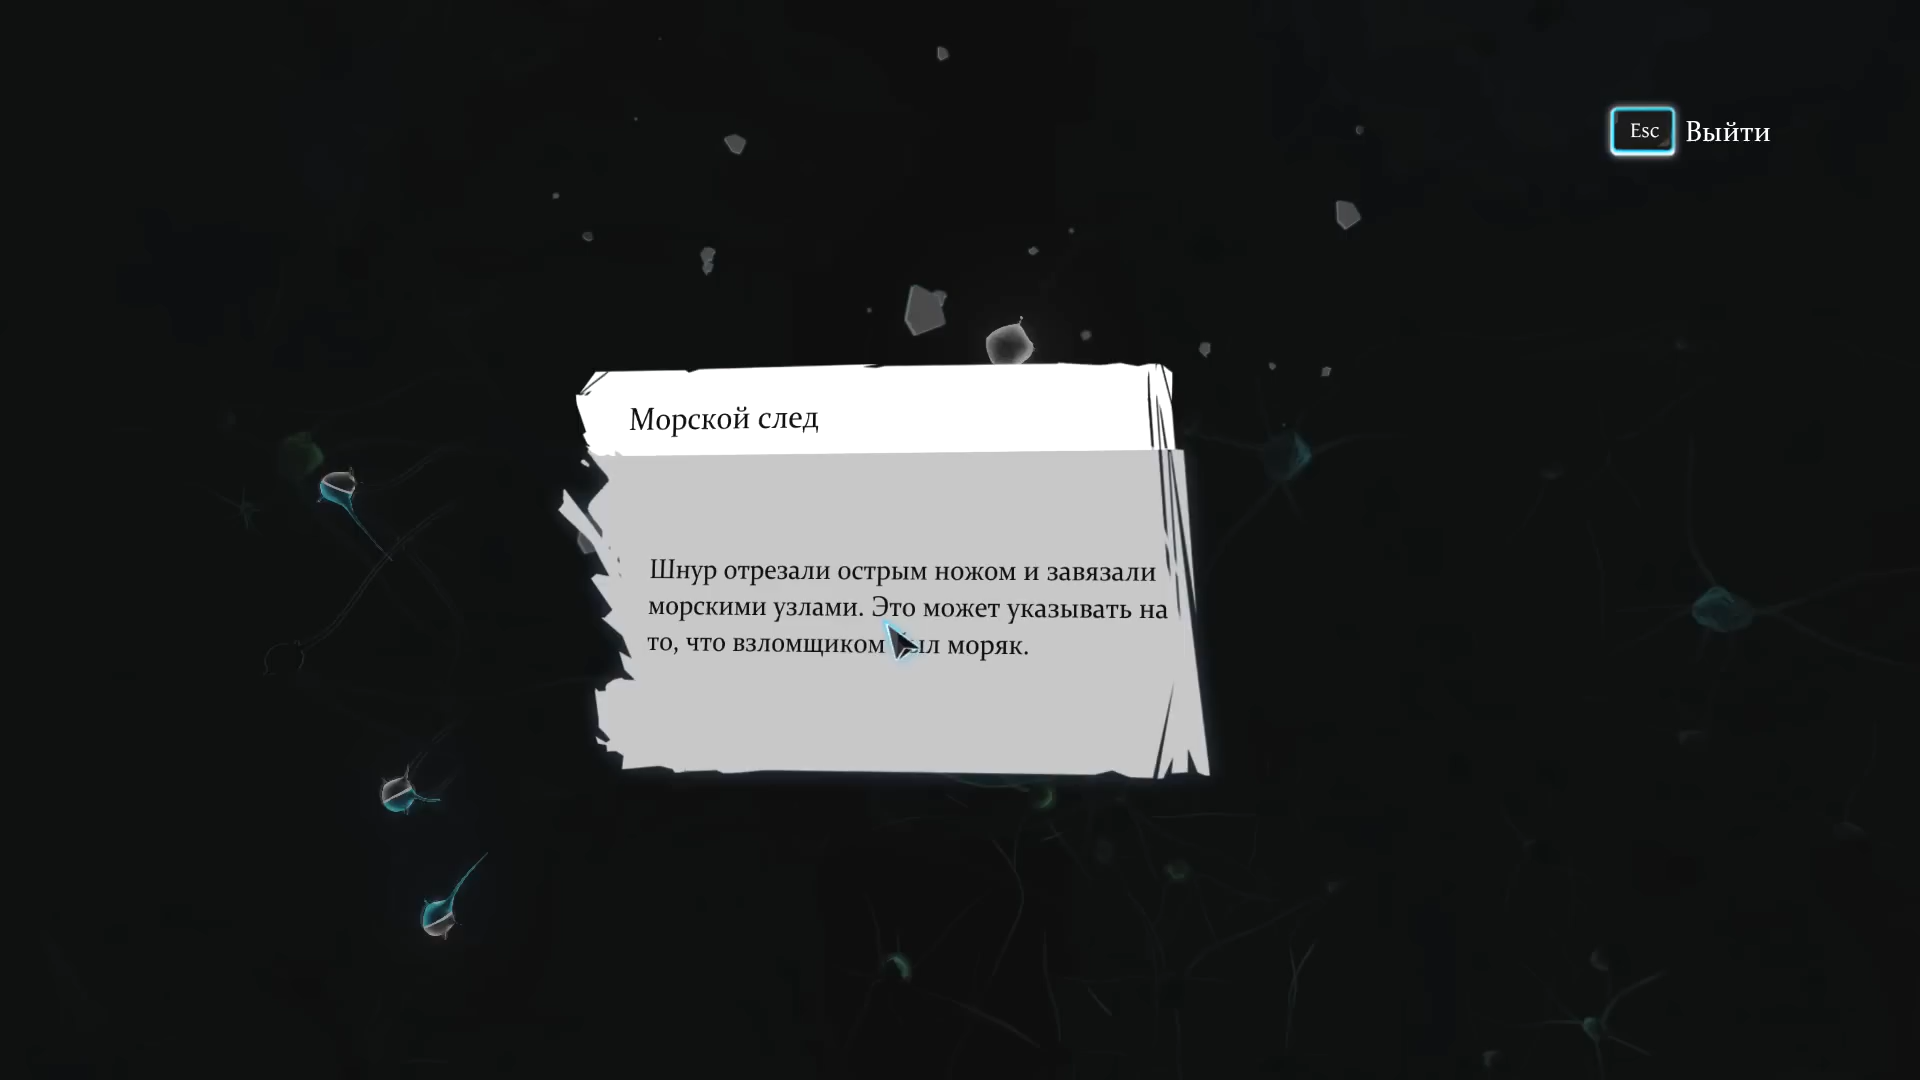 Esc Выйти
Морской след
Шнур отрезали острым ножом и завязали
морскими узлами. Это может указывать на
то, что взломщиком был моряк.